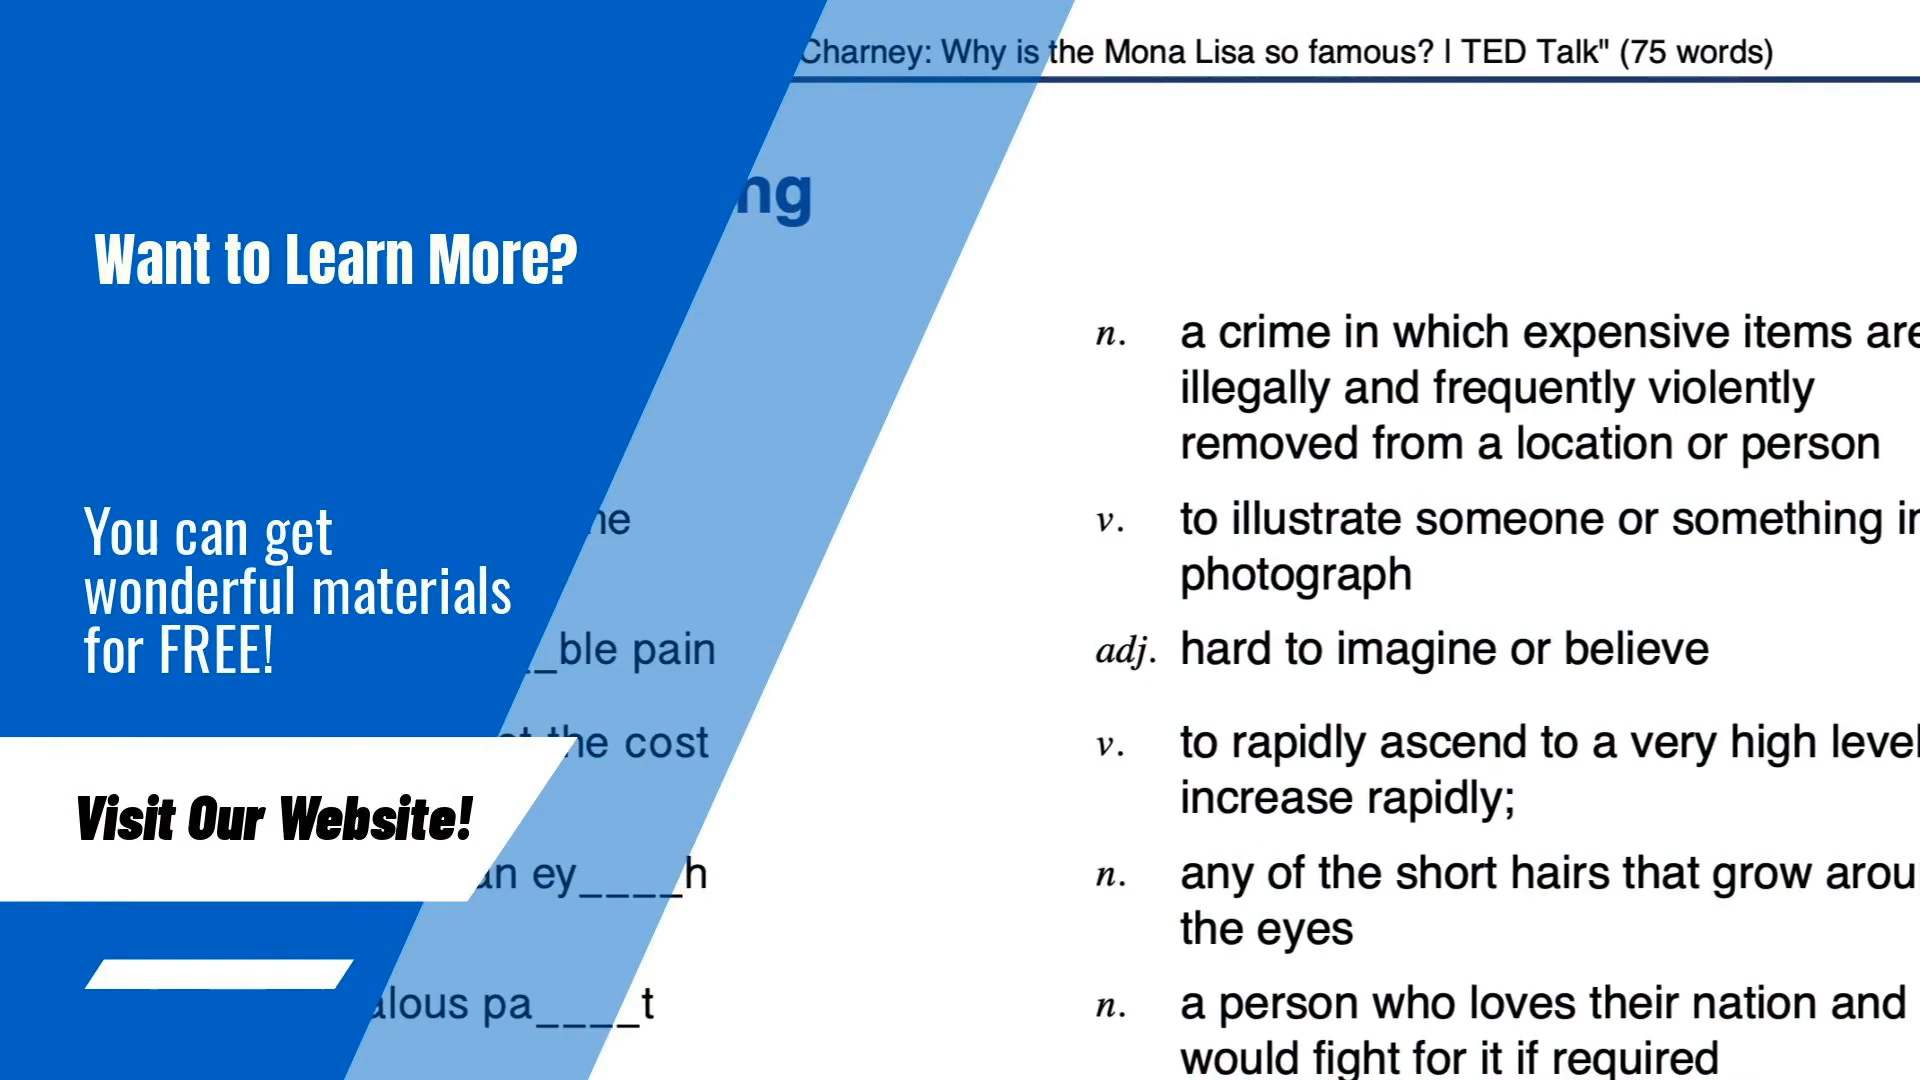 Charney: Why is the Mona Lisa so famous? | TED Talk" (75 words)
ng
Want to Learn More?
You can get
wonderful materials
for FREE!
Visit Our Website!
n. a crime in which expensive items are
illegally and frequently violently
removed from a location or person
v. to illustrate someone or something in
photograph
adj. hard to imagine or believe
__ble pain
v. to rapidly ascend to a very high level
increase rapidly;
the cost
n. any of the short hairs that grow arou
the eyes
an ey____h
n. a person who loves their nation and
would fight for it if required
alous pa____t